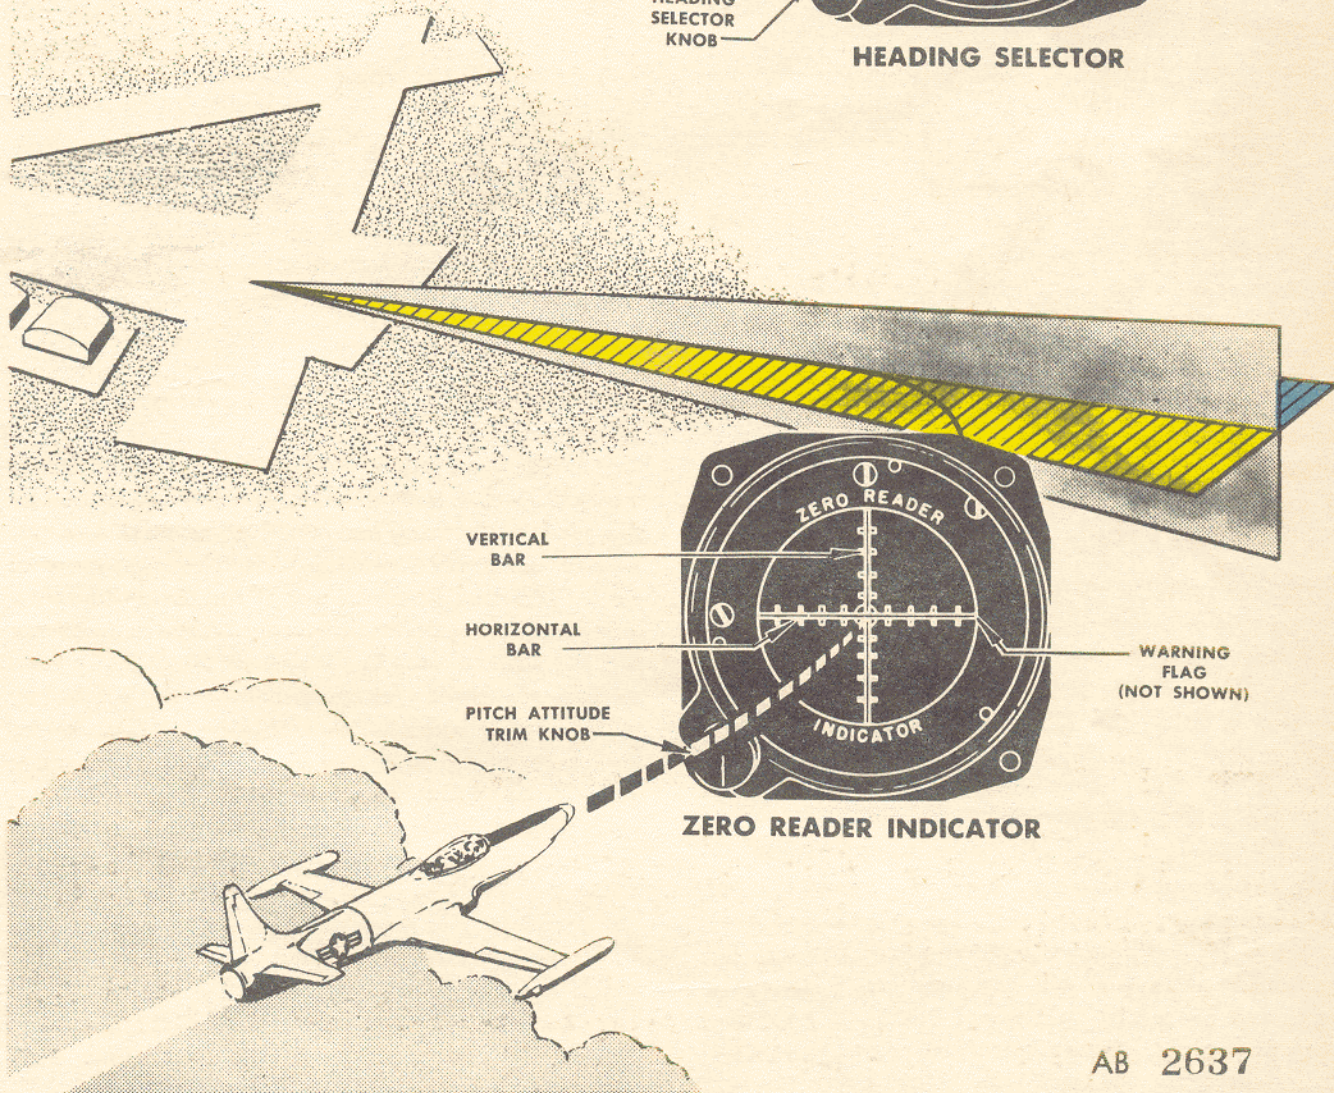 HEADING
SELECTOR
KNOB
HEADING SELECTOR
ZERO READER
VERTICAL
BAR
HORIZONTAL
BAR
WARNING
FLAG
(NOT SHOWN)
PITCH ATTITUDE
TRIM KNOB
INDICATOR
ZERO READER INDICATOR
AB 2637